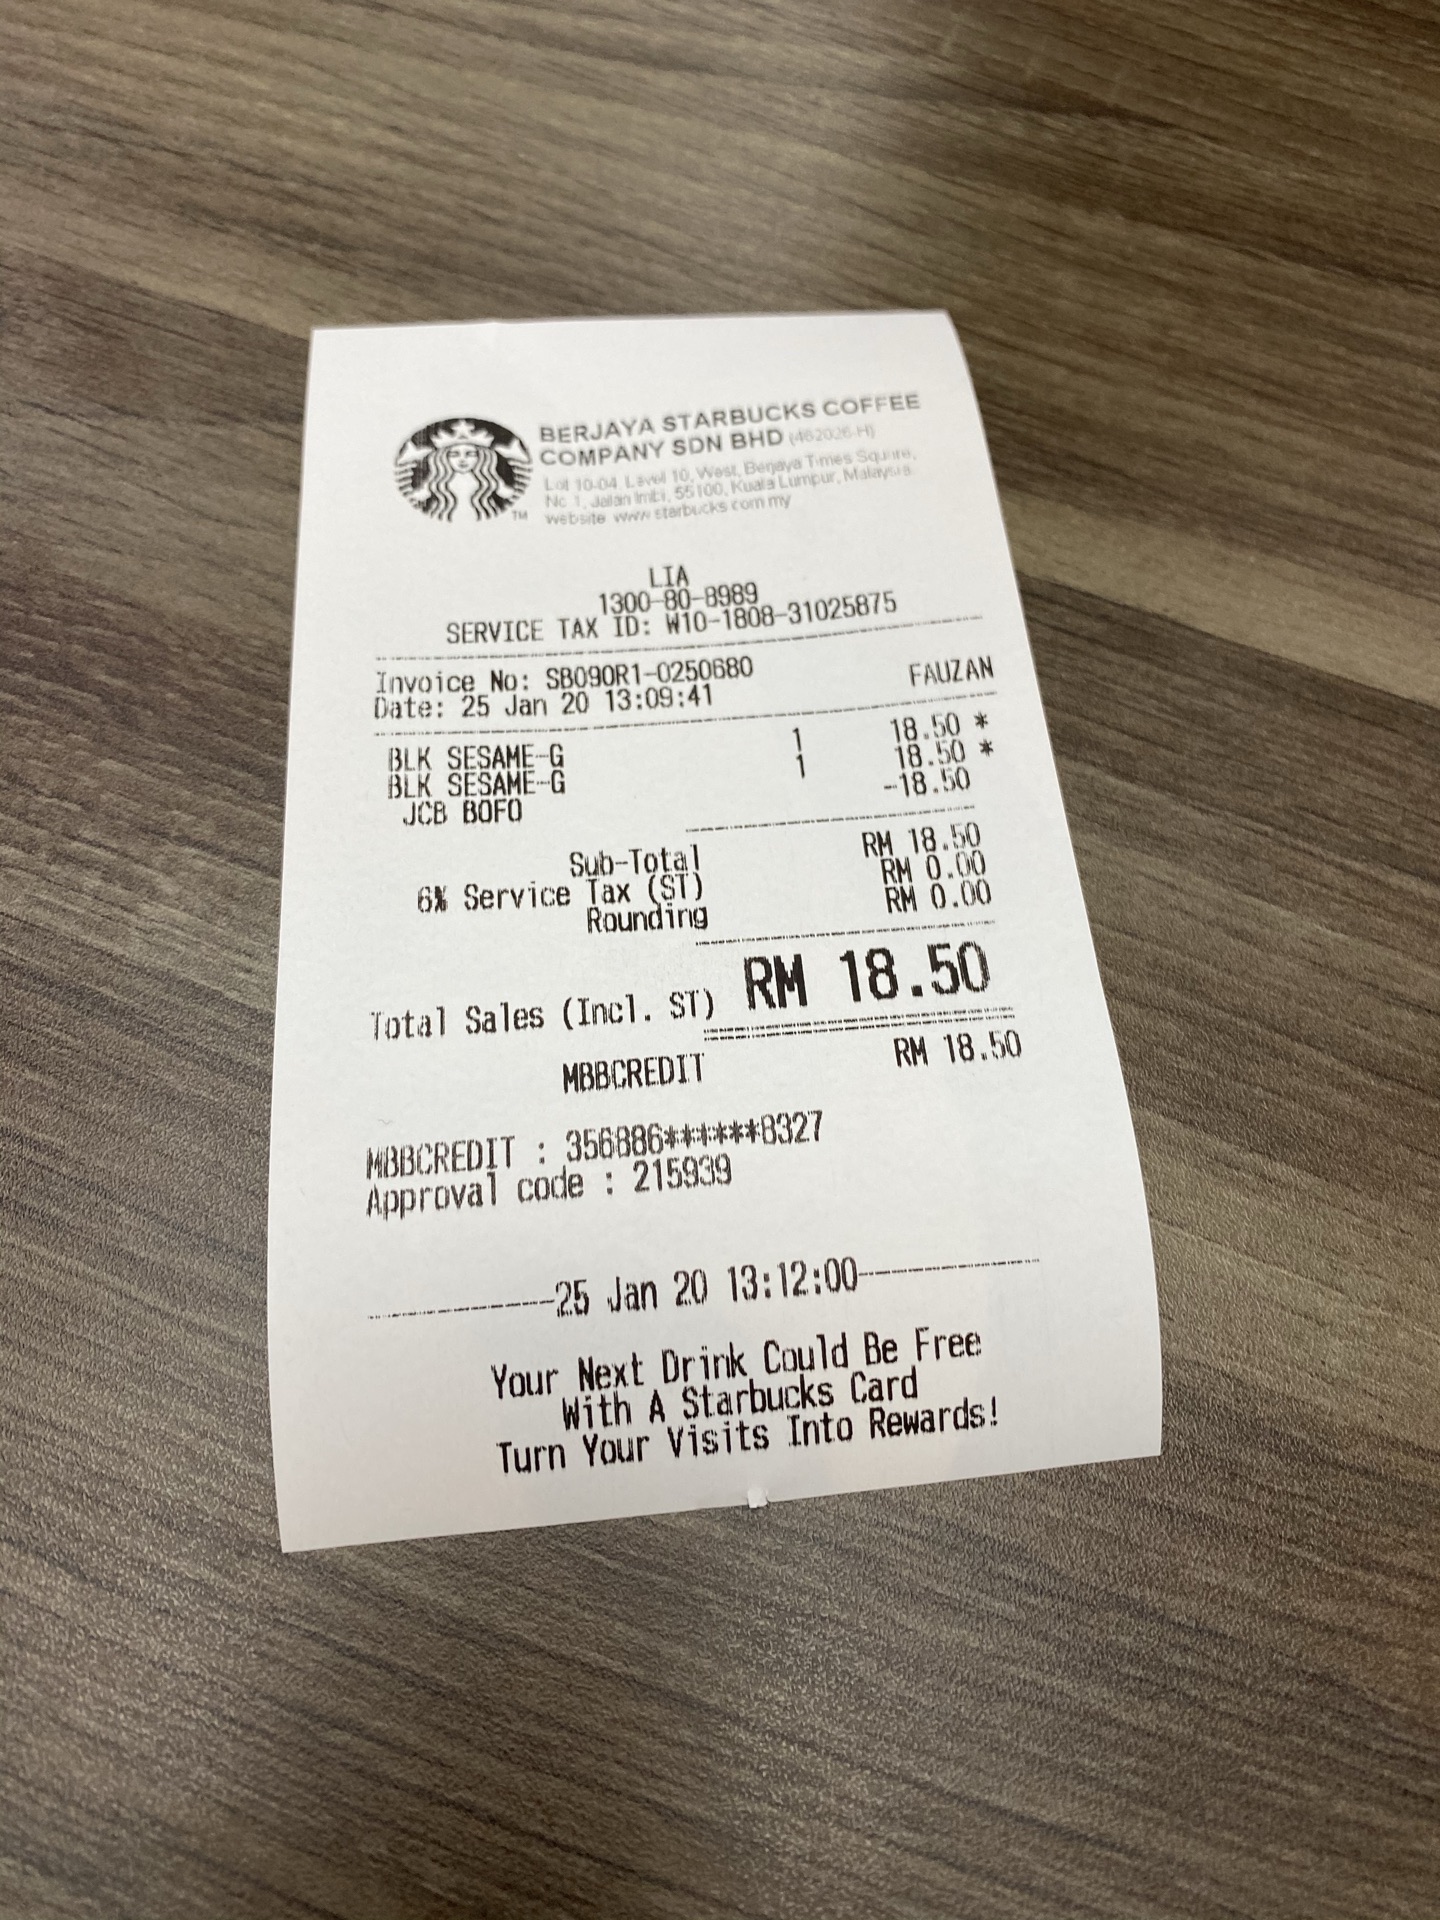 BERJAYA STARBUCKS COFFEE
COMPANY SDN BHD (462026-H)
Lot 10-04 Level 10, West, Berjaya Times Square,
No 1, Jalan Imbi, 55100, Kuala Lumpur, Malaysia
website www.starbucks.com.my
TM
LIA
1300-80-8989
SERVICE TAX ID: W10-1808-31025875
Invoice No: SB090R1-0250680 FAUZAN
Date: 25 Jan 20 13:09:41
BLK SESAME-G 1 18.50 *
BLK SESAME-G 1 18.50 *
JCB BOFO -18.50
Sub-Total RM 18.50
6% Service Tax (ST) RM 0.00
Rounding RM 0.00
Total Sales (Incl. ST) RM 18.50
MBBCREDIT RM 18.50
MBBCREDIT : 356886******8327
Approval code : 215939
25 Jan 20 13:12:00
Your Next Drink Could Be Free
With A Starbucks Card
Turn Your Visits Into Rewards!